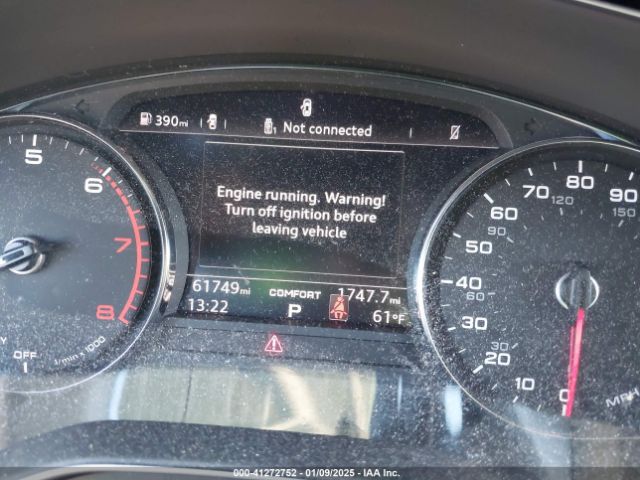 390mi
1 Not connected
Engine running. Warning!
Turn off ignition before
leaving vehicle
61749mi COMFORT 1747.7mi
13:22 P 61°F
5 6 7 8
OFF
1/min x 1000
0 10 20 30 40 50 60 70 80 90
30 60 90 120 150
MPH
000-41272752 | 01/09/2025 | IAA Inc.